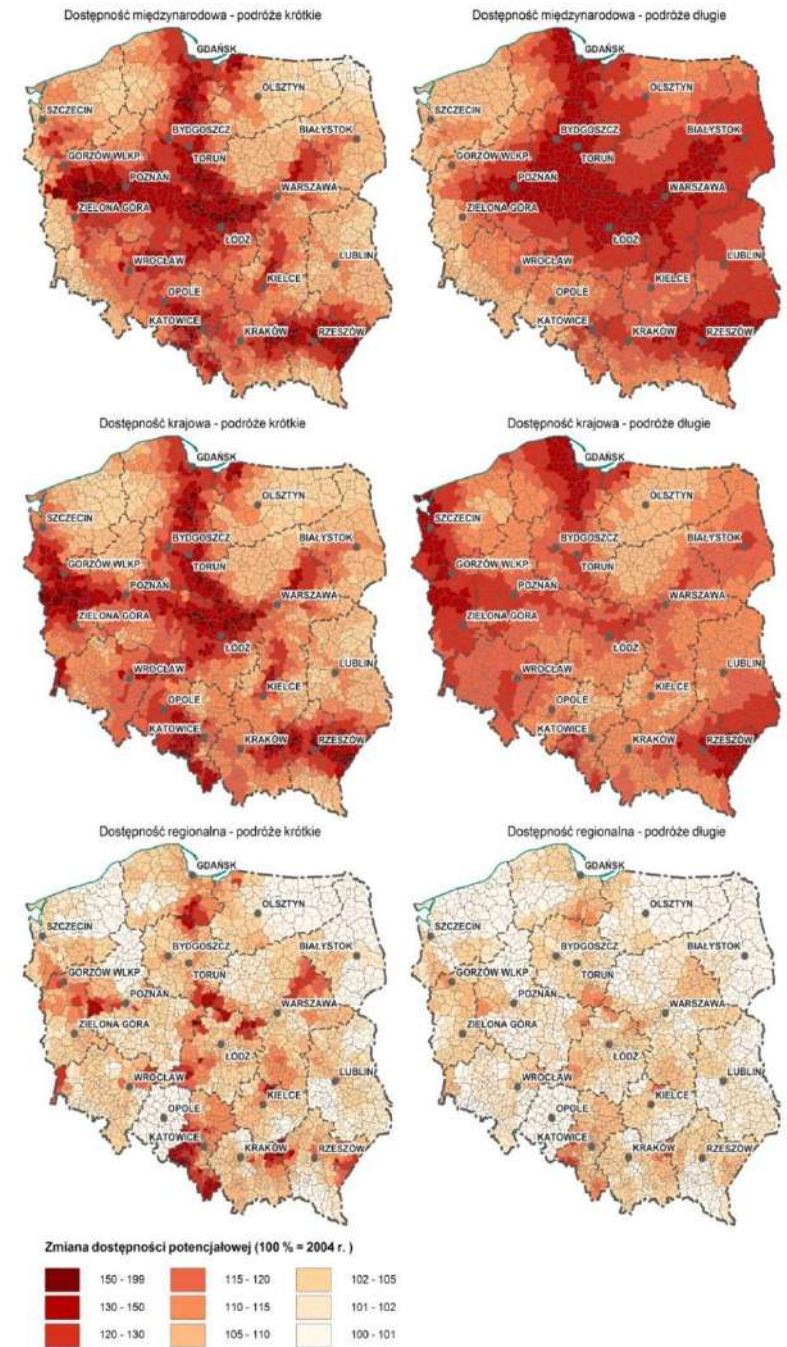 Dostępność międzynarodowa - podróże krótkie
GDAŃSK
OLSZTYN
SZCZECIN
BYDGOSZCZ
BIAŁYSTOK
TORUŃ
GORZÓW WLKP.
POZNAŃ
WARSZAWA
ZIELONA GÓRA
ŁÓDŹ
WROCŁAW
LUBLIN
KIELCE
OPOLE
KATOWICE
KRAKÓW
RZESZÓW
Dostępność międzynarodowa - podróże długie
GDAŃSK
OLSZTYN
SZCZECIN
BYDGOSZCZ
BIAŁYSTOK
TORUŃ
GORZÓW WLKP.
POZNAŃ
WARSZAWA
ZIELONA GÓRA
ŁÓDŹ
WROCŁAW
LUBLIN
KIELCE
OPOLE
KATOWICE
KRAKÓW
RZESZÓW
Dostępność krajowa - podróże krótkie
GDAŃSK
OLSZTYN
SZCZECIN
BYDGOSZCZ
BIAŁYSTOK
TORUŃ
GORZÓW WLKP.
POZNAŃ
WARSZAWA
ZIELONA GÓRA
ŁÓDŹ
WROCŁAW
LUBLIN
KIELCE
OPOLE
KATOWICE
KRAKÓW
RZESZÓW
Dostępność krajowa - podróże długie
GDAŃSK
OLSZTYN
SZCZECIN
BYDGOSZCZ
BIAŁYSTOK
TORUŃ
GORZÓW WLKP.
POZNAŃ
WARSZAWA
ZIELONA GÓRA
ŁÓDŹ
WROCŁAW
LUBLIN
KIELCE
OPOLE
KATOWICE
KRAKÓW
RZESZÓW
Dostępność regionalna - podróże krótkie
GDAŃSK
OLSZTYN
SZCZECIN
BYDGOSZCZ
BIAŁYSTOK
TORUŃ
GORZÓW WLKP.
POZNAŃ
WARSZAWA
ZIELONA GÓRA
ŁÓDŹ
WROCŁAW
LUBLIN
KIELCE
OPOLE
KATOWICE
KRAKÓW
RZESZÓW
Dostępność regionalna - podróże długie
GDAŃSK
OLSZTYN
SZCZECIN
BYDGOSZCZ
BIAŁYSTOK
TORUŃ
GORZÓW WLKP.
POZNAŃ
WARSZAWA
ZIELONA GÓRA
ŁÓDŹ
WROCŁAW
LUBLIN
KIELCE
OPOLE
KATOWICE
KRAKÓW
RZESZÓW
Zmiana dostępności potencjałowej (100 % = 2004 r. )
150 - 199 115 - 120 102 - 105
130 - 150 110 - 115 101 - 102
120 - 130 105 - 110 100 - 101